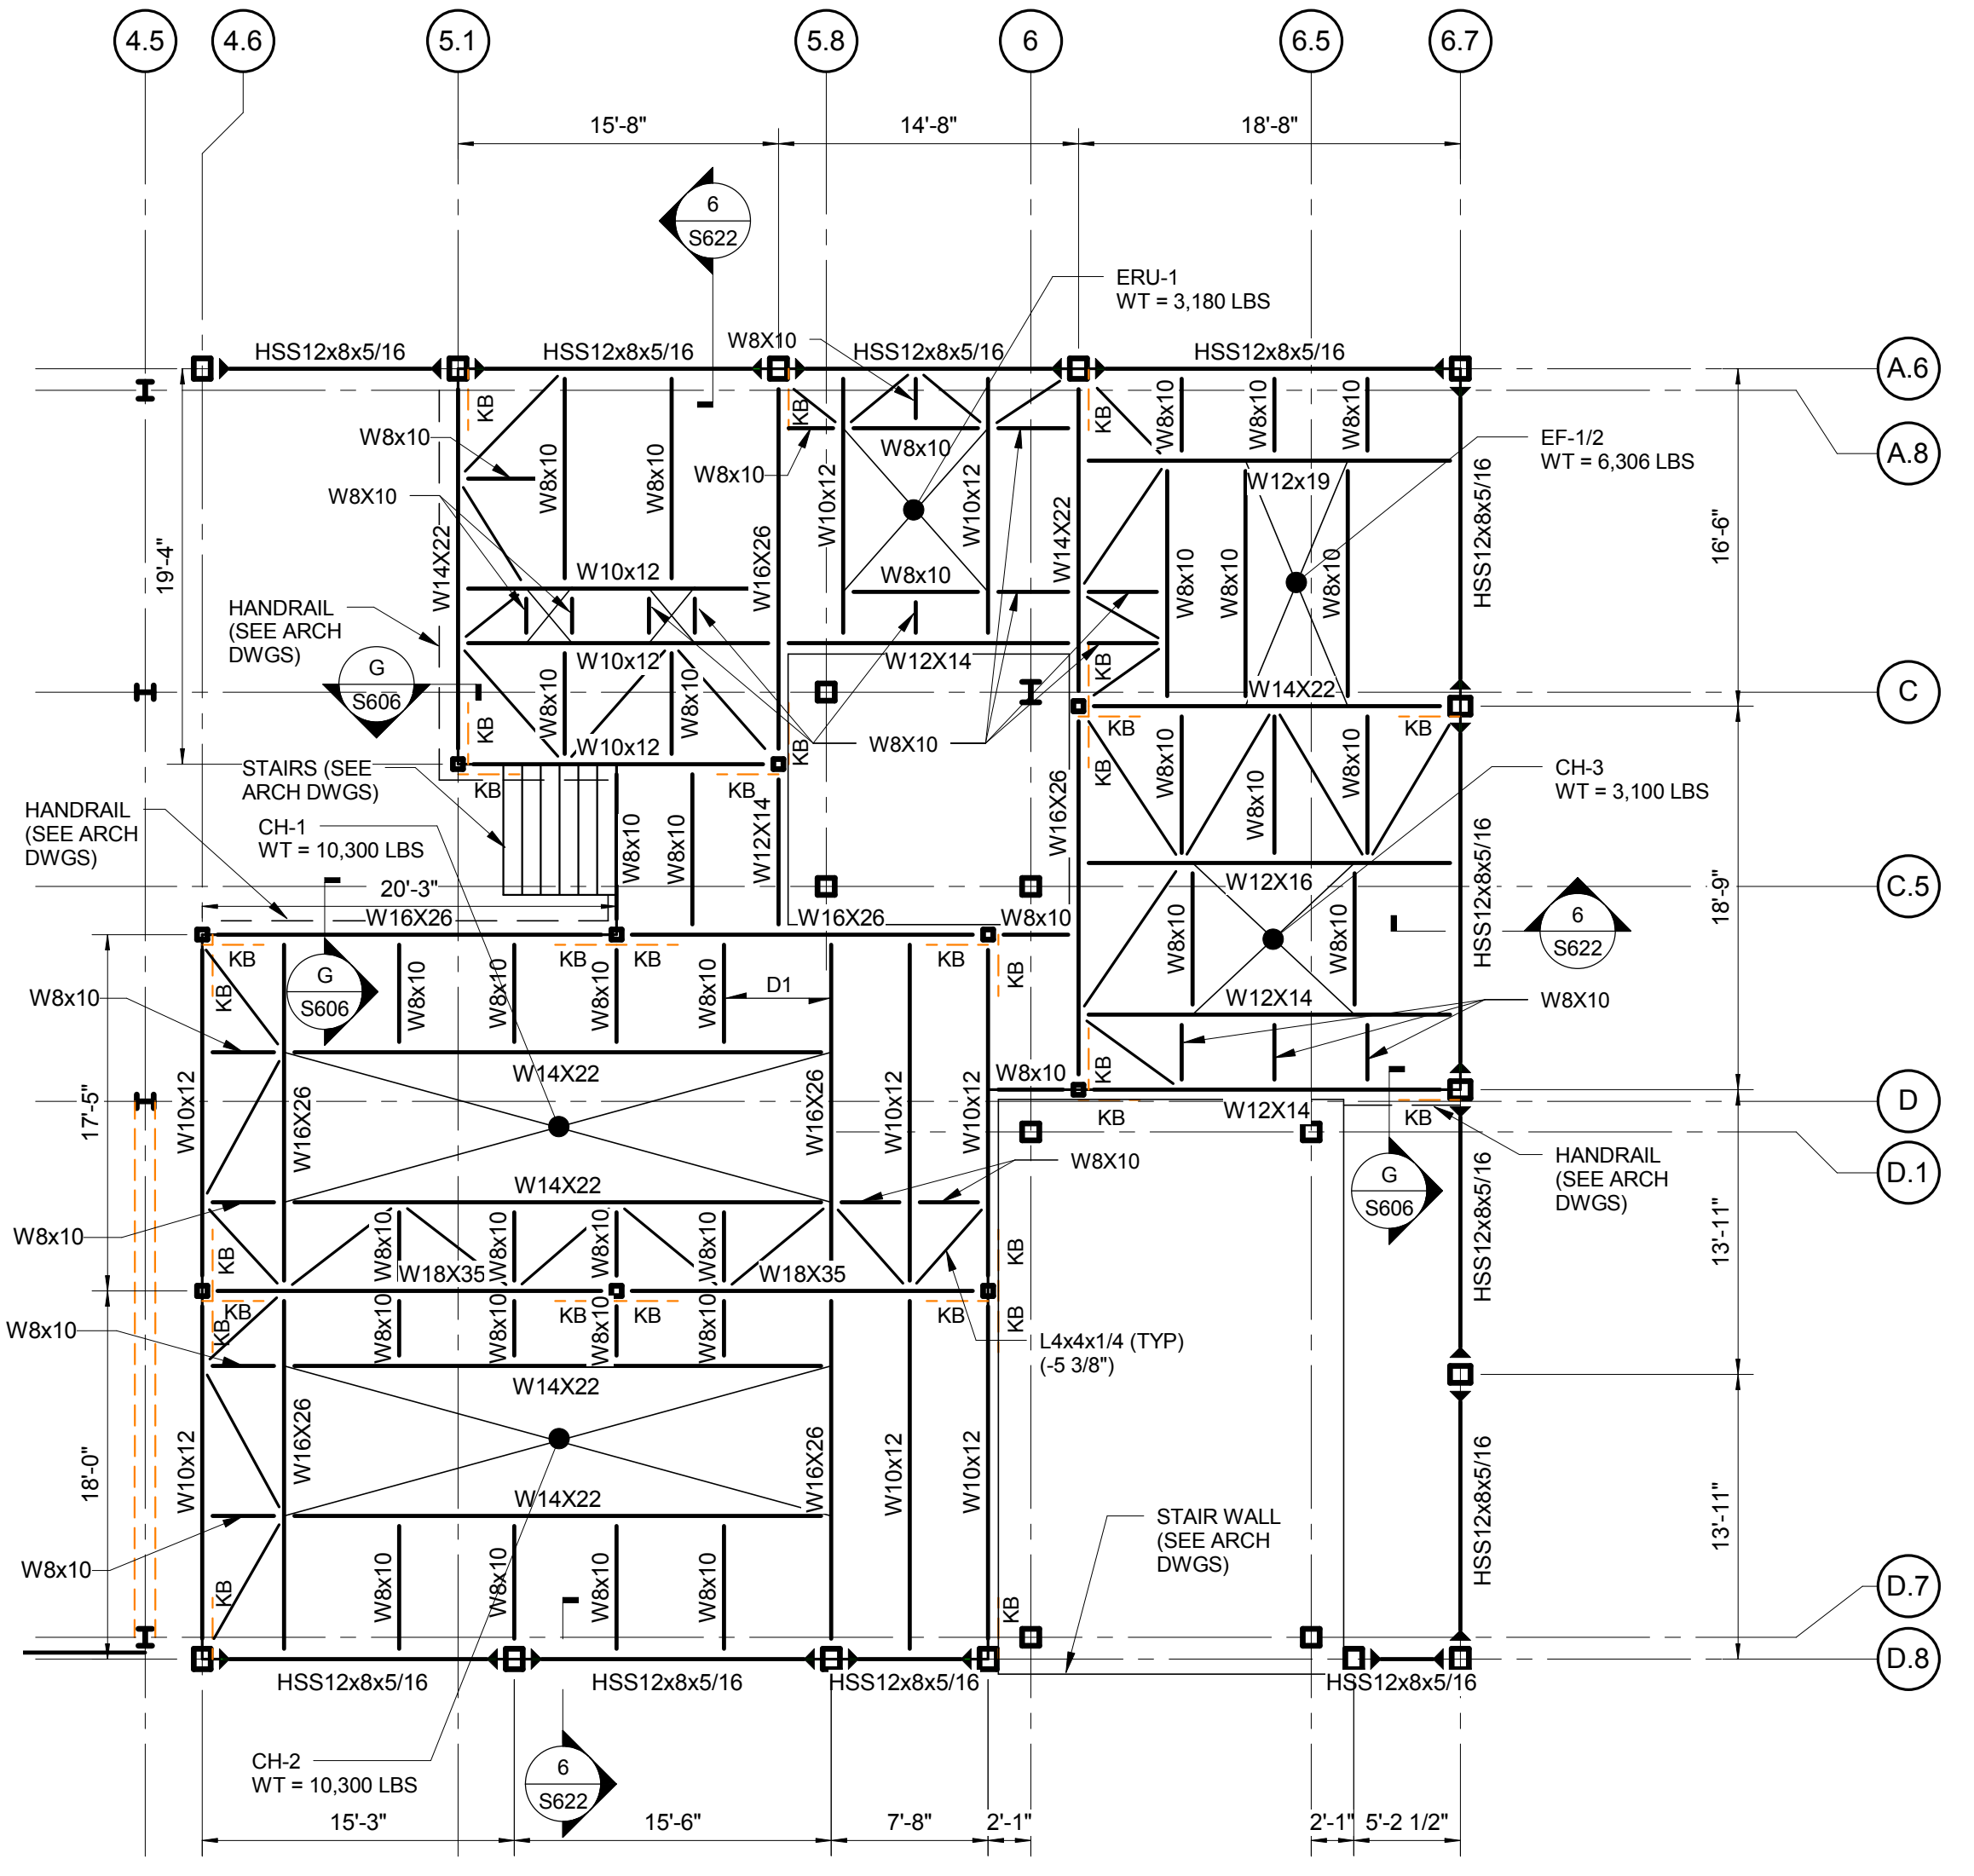 4.5
4.6
5.1
5.8
6
6.5
6.7
15'-8"
14'-8"
18'-8"
6
S622
ERU-1
WT = 3,180 LBS
W8X10
HSS12x8x5/16
HSS12x8x5/16
HSS12x8x5/16
HSS12x8x5/16
A.6
KB
KB
KB
W8x10
W8x10
W8x10
W8x10
W8x10
W8x10
W8x10
W8x10
W8x10
EF-1/2
WT = 6,306 LBS
A.8
W8X10
W10x12
W10x12
W12x19
HSS12x8x5/16
16'-6"
19'-4"
W14X22
W16X26
W14X22
W10x12
W8x10
W8x10
W8x10
W8x10
HANDRAIL
(SEE ARCH
DWGS)
G
S606
W10x12
W12X14
KB
W14X22
C
W8x10
W8x10
KB
W10x12
KB
W8X10
KB
KB
KB
STAIRS (SEE
ARCH DWGS)
KB
KB
W8x10
W8x10
W8x10
CH-3
WT = 3,100 LBS
HANDRAIL
(SEE ARCH
DWGS)
CH-1
WT = 10,300 LBS
W8x10
W8x10
W12X14
W16X26
HSS12x8x5/16
18'-9"
C.5
W12X16
20'-3"
W16X26
W16X26
W8x10
W8x10
W8x10
6
S622
KB
KB
KB
KB
KB
KB
G
S606
W8x10
W8x10
W8x10
W8x10
W8x10
D1
W12X14
W8X10
W14X22
W8x10
KB
KB
KB
W12X14
D
17'-5"
W10x12
W16X26
W16X26
W10x12
W10x12
W8X10
D.1
HANDRAIL
(SEE ARCH
DWGS)
G
S606
HSS12x8x5/16
13'-11"
W14X22
W8x10
W8x10
W8x10
W8x10
W8x10
KB
KB
W18X35
W18X35
KB
KB
KB
KB
KB
KB
W8x10
W8x10
W8x10
W8x10
W8x10
L4x4x1/4 (TYP)
(-5 3/8")
W14X22
18'-0"
W10x12
W16X26
W16X26
W10x12
W10x12
HSS12x8x5/16
13'-11"
W14X22
STAIR WALL
(SEE ARCH
DWGS)
W8x10
KB
W8x10
W8x10
W8x10
W8x10
KB
D.7
D.8
HSS12x8x5/16
HSS12x8x5/16
HSS12x8x5/16
HSS12x8x5/16
CH-2
WT = 10,300 LBS
6
S622
15'-3"
15'-6"
7'-8"
2'-1"
2'-1"
5'-2 1/2"